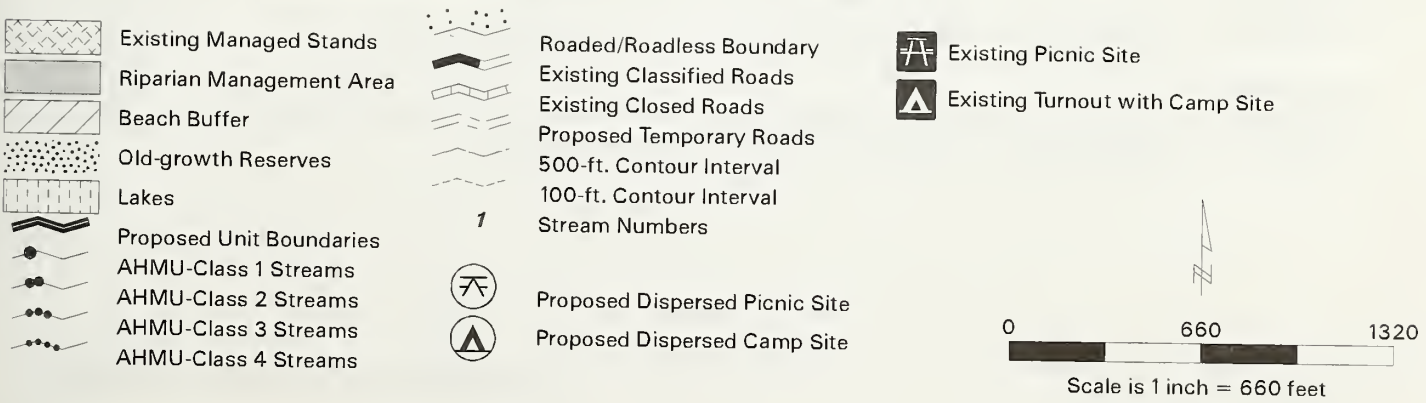 Existing Managed Stands
Riparian Management Area
Beach Buffer
Old-growth Reserves
Lakes
Proposed Unit Boundaries
AHMU-Class 1 Streams
AHMU-Class 2 Streams
AHMU-Class 3 Streams
AHMU-Class 4 Streams
Roaded/Roadless Boundary
Existing Classified Roads
Existing Closed Roads
Proposed Temporary Roads
500-ft. Contour Interval
100-ft. Contour Interval
1 Stream Numbers
Proposed Dispersed Picnic Site
Proposed Dispersed Camp Site
Existing Picnic Site
Existing Turnout with Camp Site
N
0 660 1320
Scale is 1 inch = 660 feet